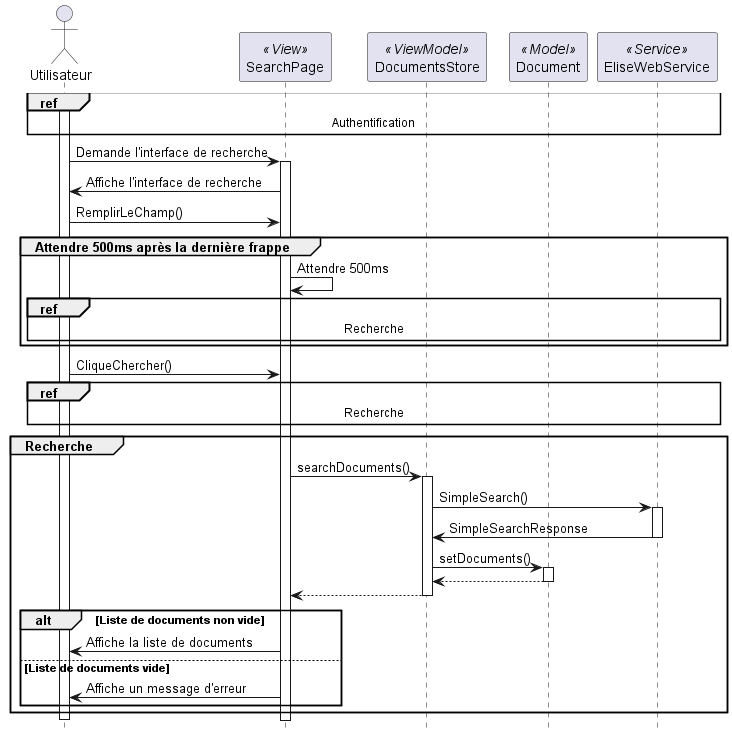 Utilisateur
«View»
SearchPage
«ViewModel»
DocumentsStore
«Model»
Document
«Service»
EliseWebService
ref
Authentification
Demande l'interface de recherche
Affiche l'interface de recherche
RemplirLeChamp()
Attendre 500ms après la dernière frappe
Attendre 500ms
ref
Recherche
CliqueChercher()
ref
Recherche
Recherche
searchDocuments()
SimpleSearch()
SimpleSearchResponse
setDocuments()
alt [Liste de documents non vide]
Affiche la liste de documents
[Liste de documents vide]
Affiche un message d'erreur